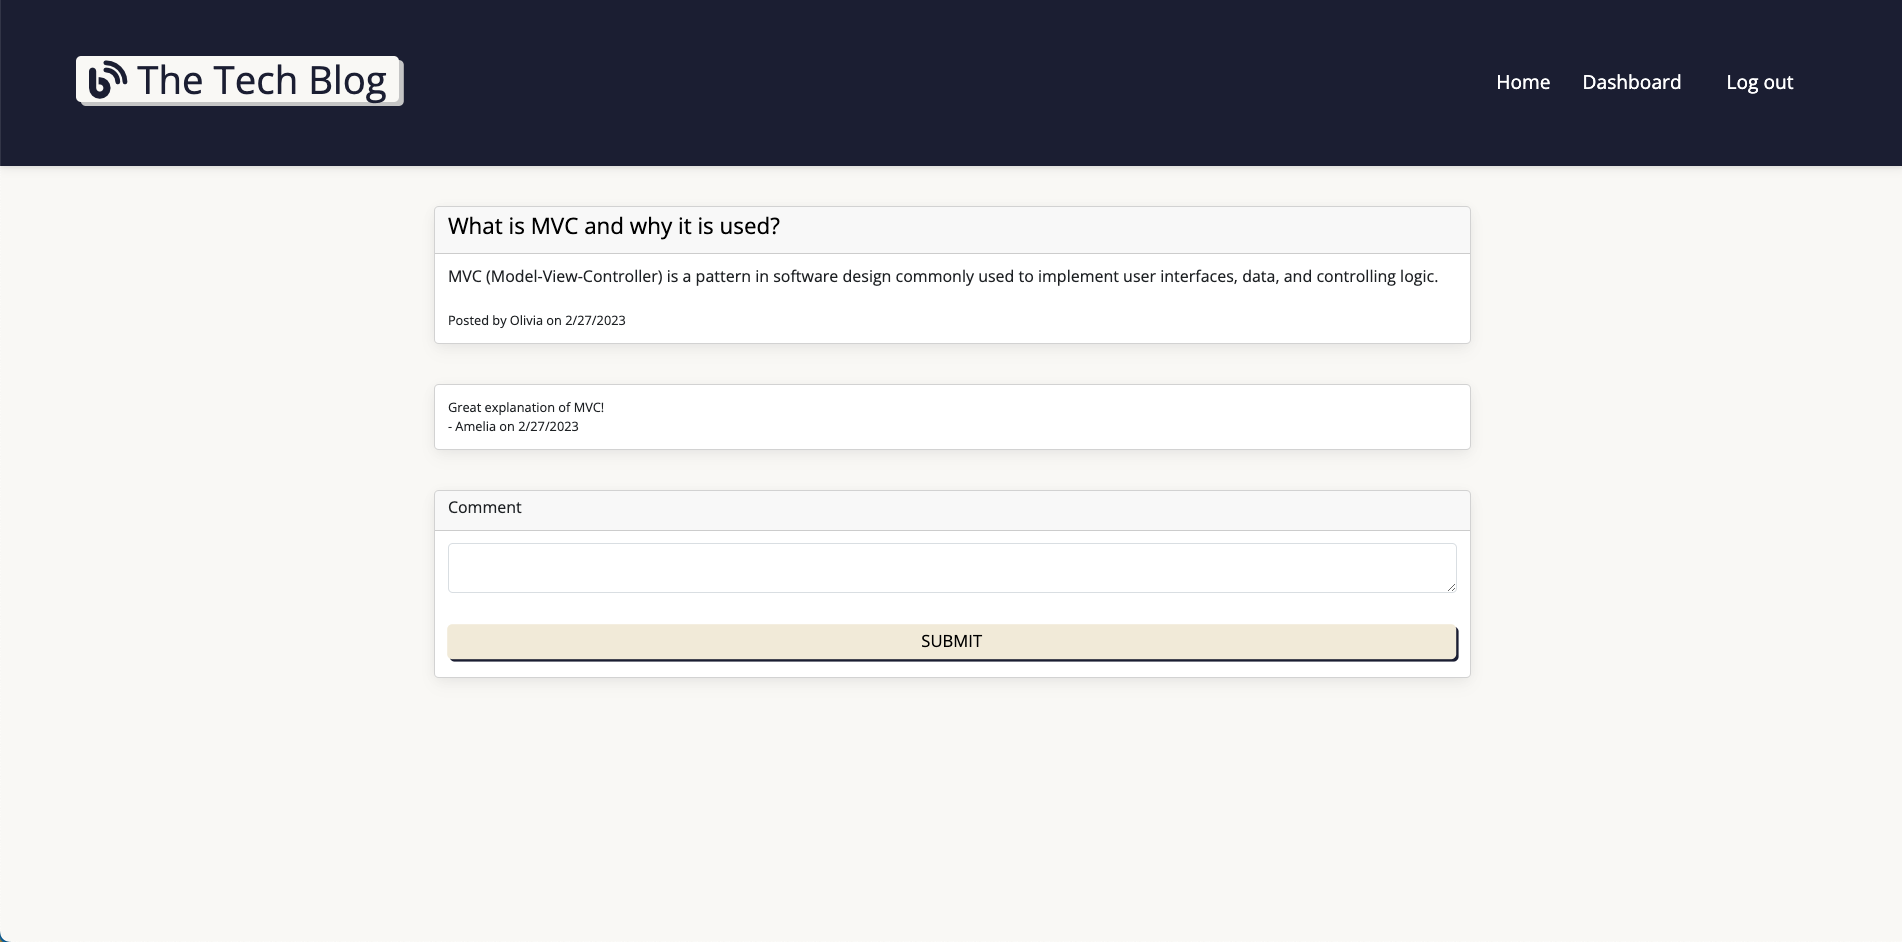 The Tech Blog
Home Dashboard Log out
What is MVC and why it is used?
MVC (Model-View-Controller) is a pattern in software design commonly used to implement user interfaces, data, and controlling logic.
Posted by Olivia on 2/27/2023
Great explanation of MVC!
- Amelia on 2/27/2023
Comment
SUBMIT